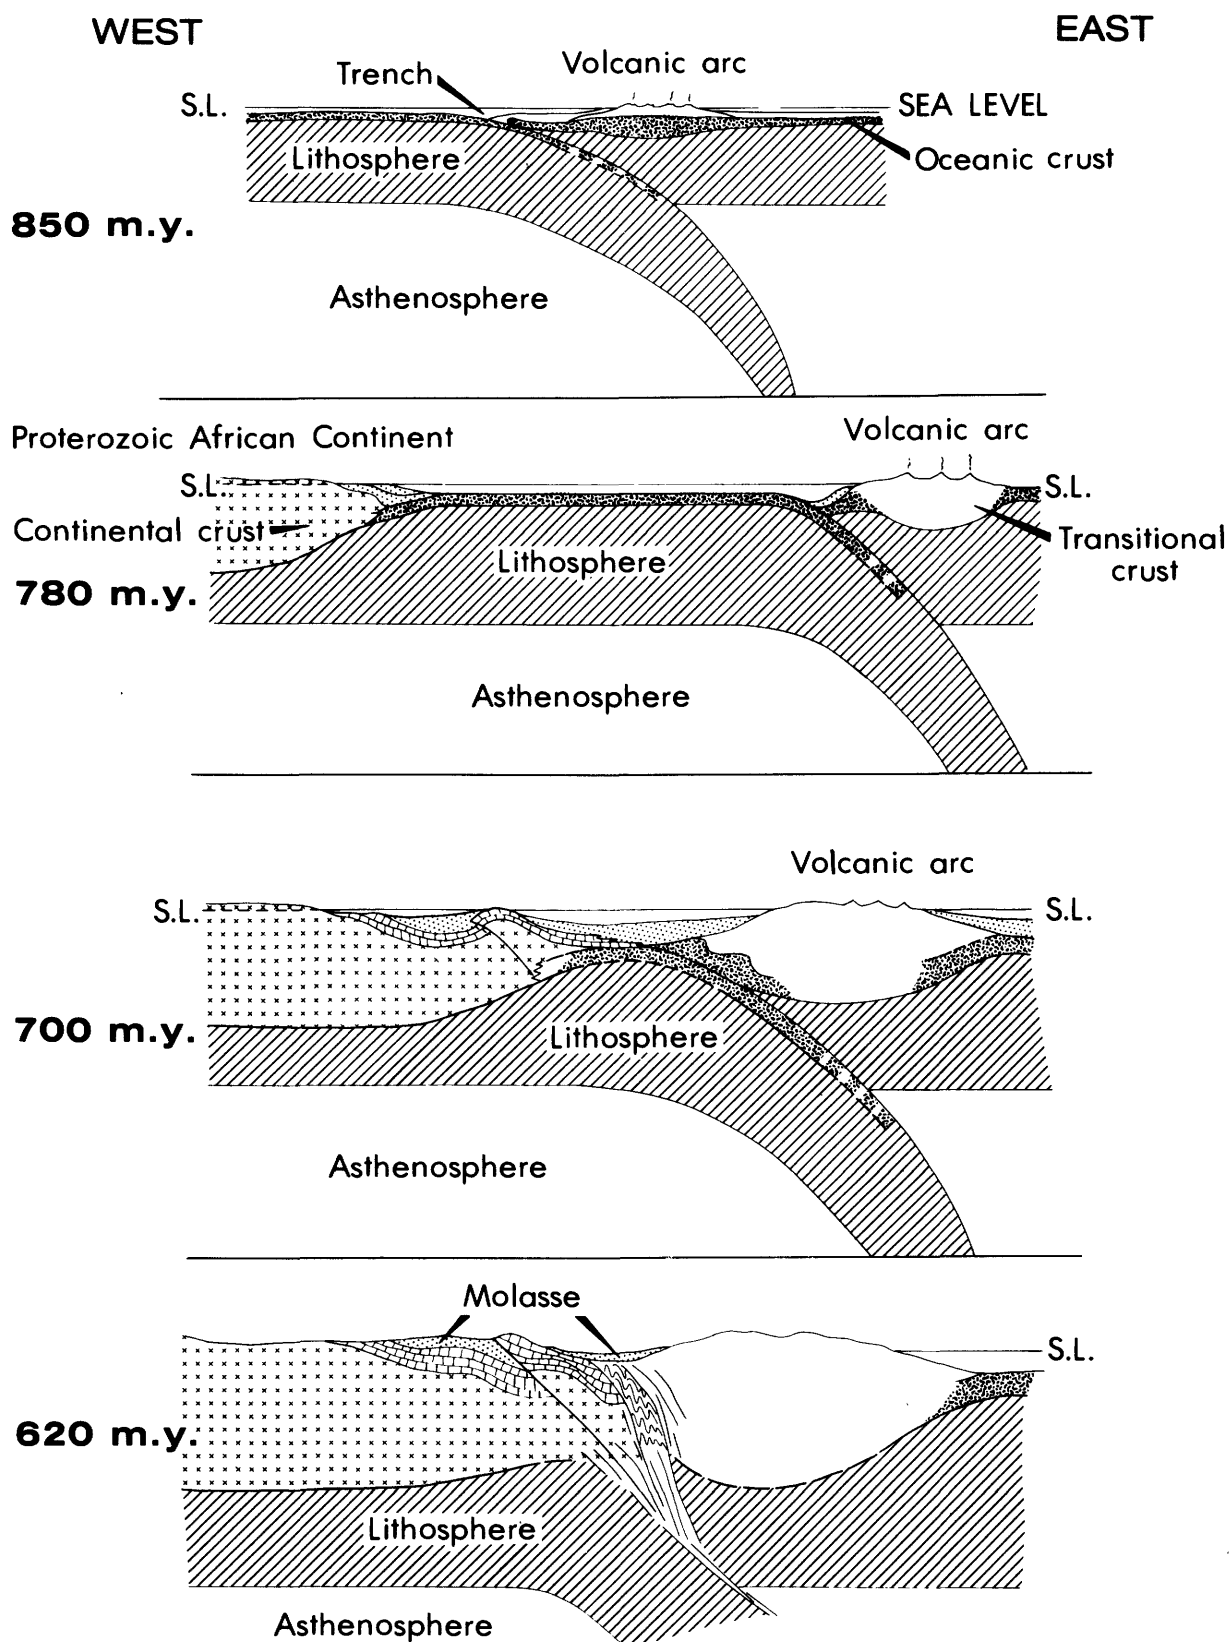 WEST
EAST
Trench
Volcanic arc
S.L.
SEA LEVEL
Lithosphere
Oceanic crust
850 m.y.
Asthenosphere
Proterozoic African Continent
Volcanic arc
S.L.
S.L.
Continental crust
Lithosphere
Transitional
crust
780 m.y.
Asthenosphere
Volcanic arc
S.L.
S.L.
700 m.y.
Lithosphere
Asthenosphere
Molasse
S.L.
620 m.y.
Lithosphere
Asthenosphere